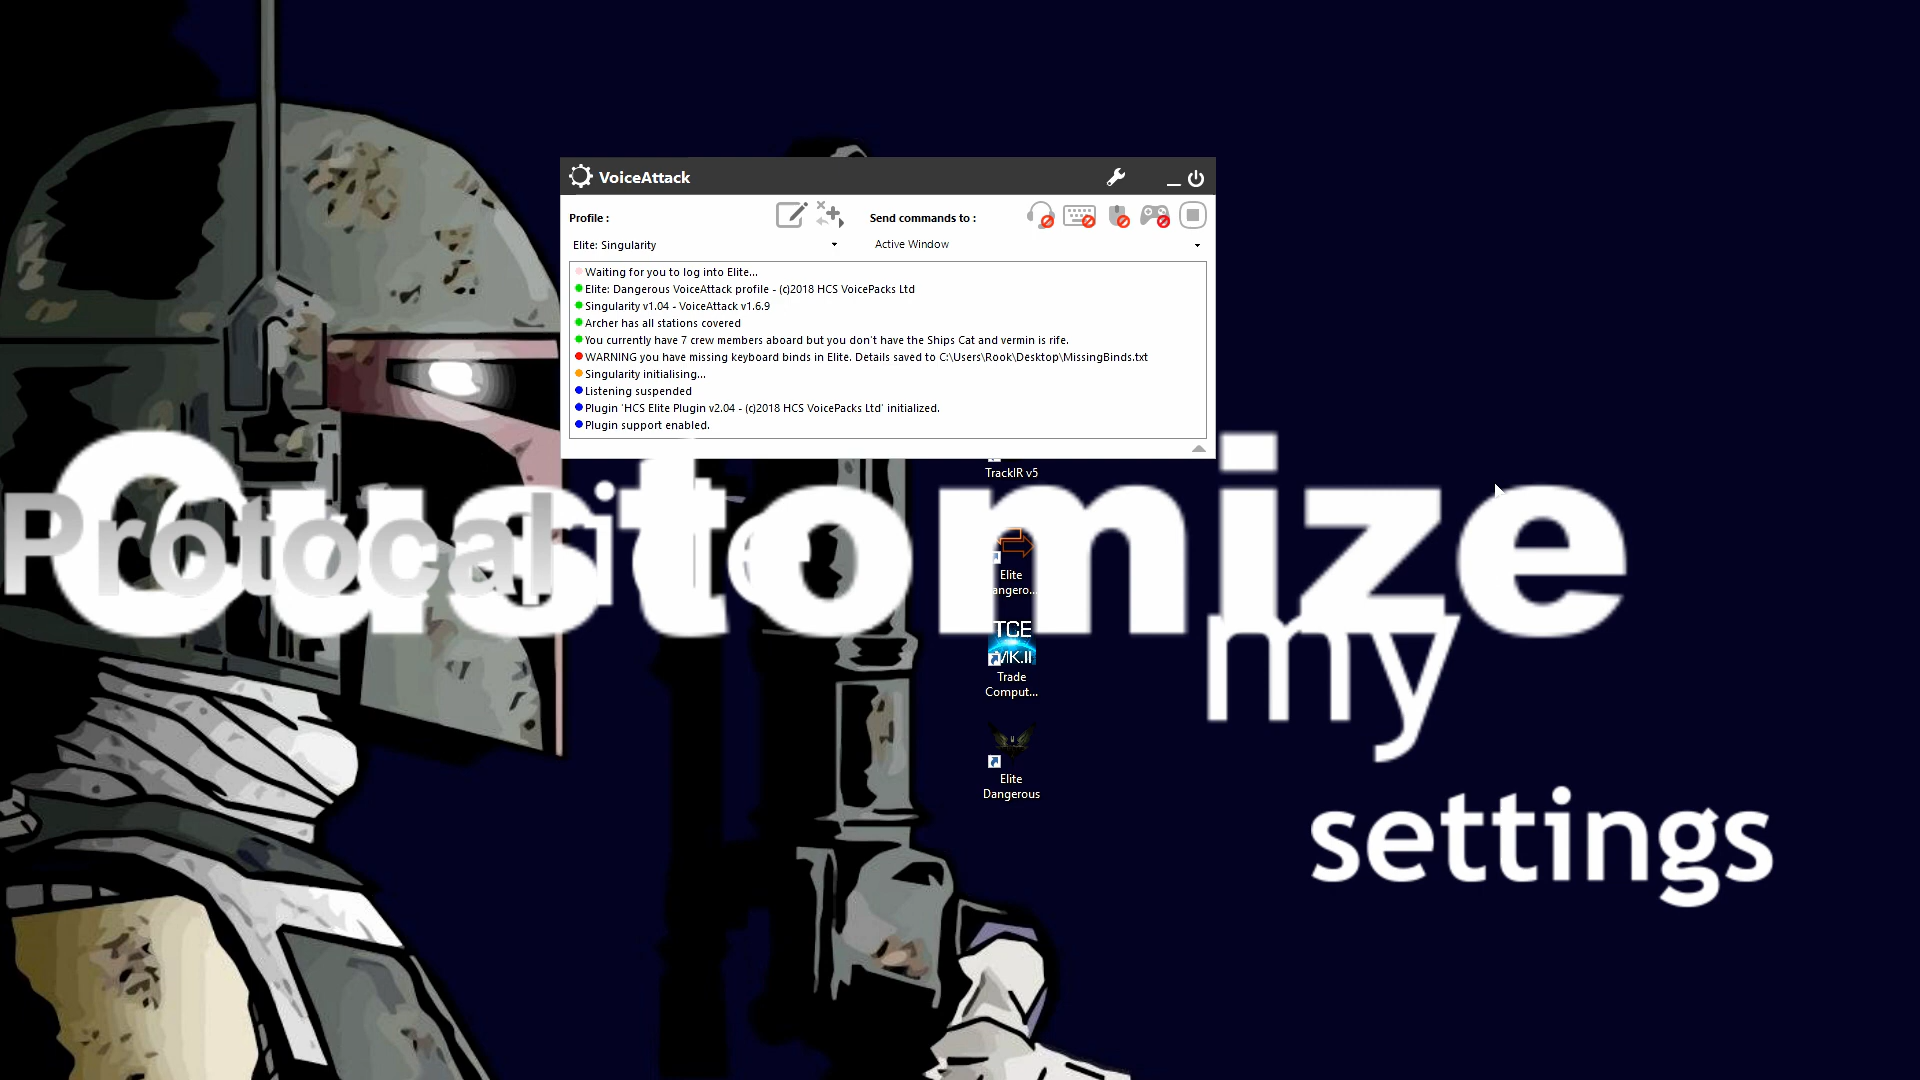 VoiceAttack
Profile :
Send commands to :
Elite: Singularity
Active Window
Waiting for you to log into Elite...
Elite: Dangerous VoiceAttack profile - (c)2018 HCS VoicePacks Ltd
Singularity v1.04 - VoiceAttack v1.6.9
Archer has all stations covered
You currently have 7 crew members aboard but you don't have the Ships Cat and vermin is rife.
WARNING you have missing keyboard binds in Elite. Details saved to C:\Users\Rook\Desktop\MissingBinds.txt
Singularity initialising...
Listening suspended
Plugin 'HCS Elite Plugin v2.04 - (c)2018 HCS VoicePacks Ltd' initialized.
Plugin support enabled.
TrackIR v5
Customize
Protocal
my
settings
Elite
angero...
TCE
MK.II
Trade
Comput...
Elite
Dangerous